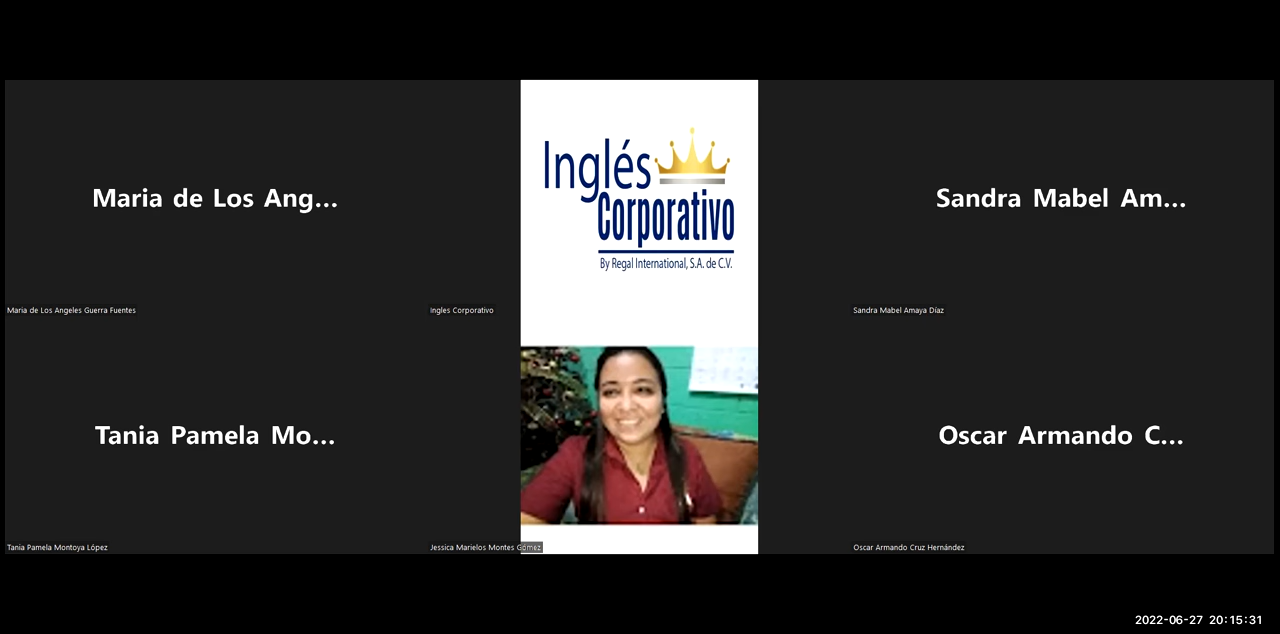 Maria de Los Ang...
Maria de Los Angeles Guerra Fuentes
Inglés
Corporativo
By Regal International, S.A. de C.V.
Ingles Corporativo
Sandra Mabel Am...
Sandra Mabel Amaya Díaz
Tania Pamela Mo...
Tania Pamela Montoya López
Jessica Marielos Montes Gómez
Oscar Armando C...
Oscar Armando Cruz Hernández
2022-06-27 20:15:31